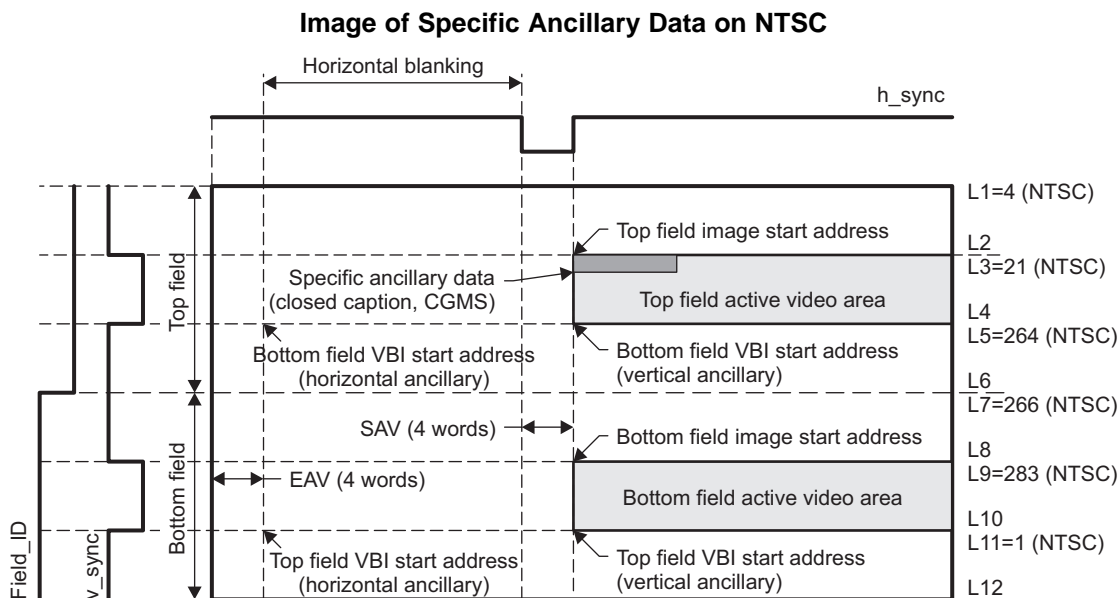 Image of Specific Ancillary Data on NTSC
Horizontal blanking
h_sync
L1=4 (NTSC)
Top field image start address
L2
L3=21 (NTSC)
Specific ancillary data
(closed caption, CGMS)
Top field active video area
L4
L5=264 (NTSC)
Top field
Bottom field VBI start address
(horizontal ancillary)
Bottom field VBI start address
(vertical ancillary)
L6
L7=266 (NTSC)
SAV (4 words)
Bottom field image start address
L8
L9=283 (NTSC)
EAV (4 words)
Bottom field active video area
L10
L11=1 (NTSC)
Bottom field
Top field VBI start address
(horizontal ancillary)
Top field VBI start address
(vertical ancillary)
L12
Field_ID
v_sync